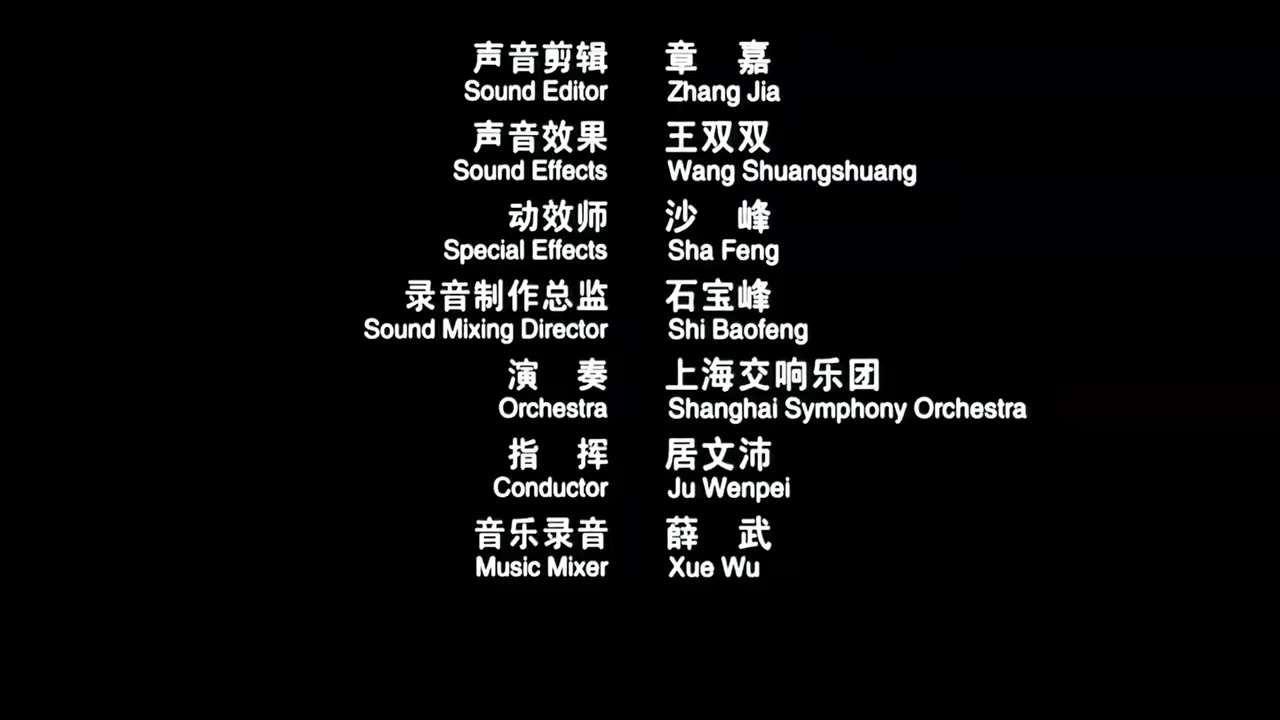 声音剪辑 章 嘉
Sound Editor Zhang Jia
声音效果 王双双
Sound Effects Wang Shuangshuang
动效师 沙 峰
Special Effects Sha Feng
录音制作总监 石宝峰
Sound Mixing Director Shi Baofeng
演 奏 上海交响乐团
Orchestra Shanghai Symphony Orchestra
指 挥 居文沛
Conductor Ju Wenpei
音乐录音 薛 武
Music Mixer Xue Wu